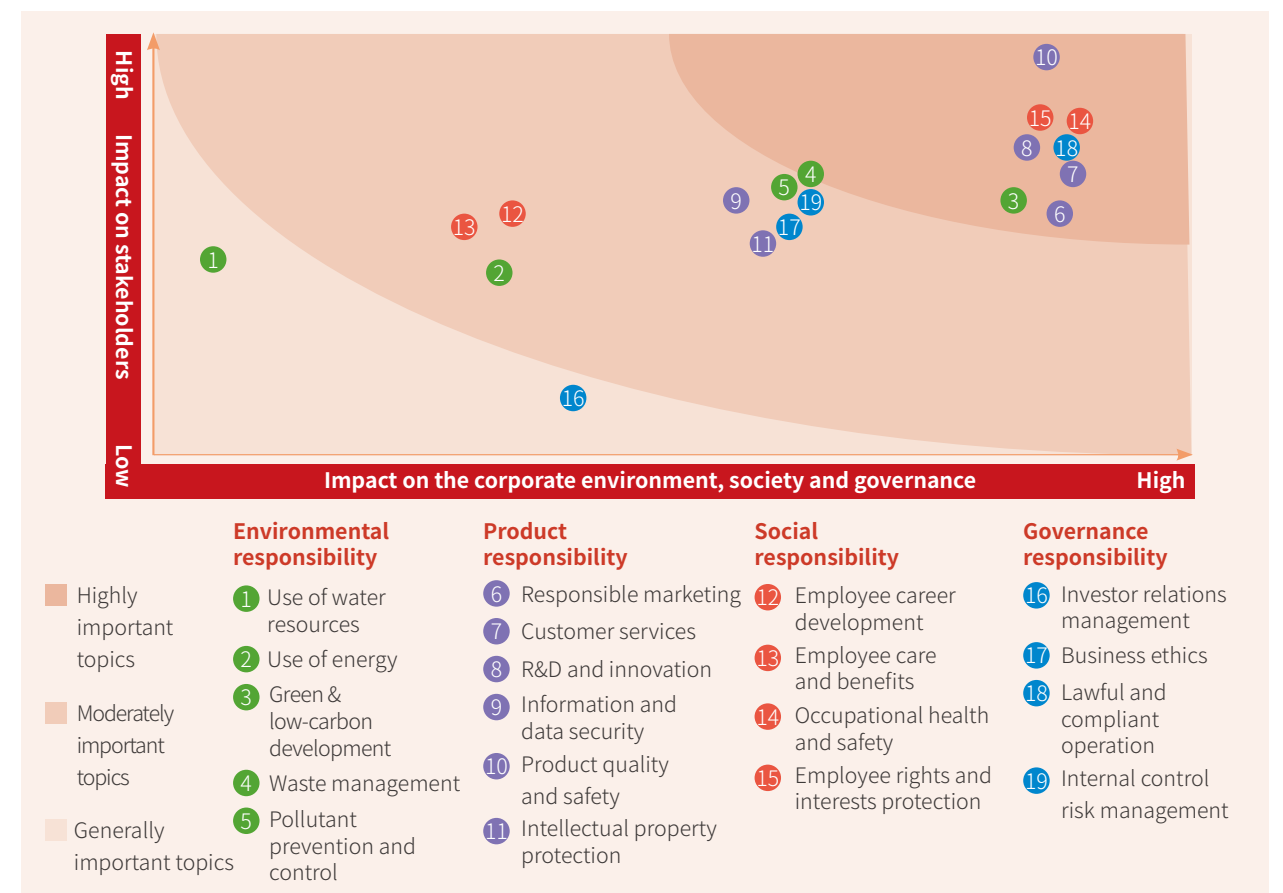 High
Impact on stakeholders
Low
10
15
14
8
18
4
7
5
9
19
3
12
6
13
17
11
1
2
16
Impact on the corporate environment, society and governance
High
Highly
important
topics
Moderately
important
topics
Generally
important topics
Environmental
responsibility
1 Use of water
resources
2 Use of energy
3 Green &
low-carbon
development
4 Waste management
5 Pollutant
prevention and
control
Product
responsibility
6 Responsible marketing
7 Customer services
8 R&D and innovation
9 Information and
data security
10 Product quality
and safety
11 Intellectual property
protection
Social
responsibility
12 Employee career
development
13 Employee care
and benefits
14 Occupational health
and safety
15 Employee rights and
interests protection
Governance
responsibility
16 Investor relations
management
17 Business ethics
18 Lawful and
compliant
operation
19 Internal control
risk management